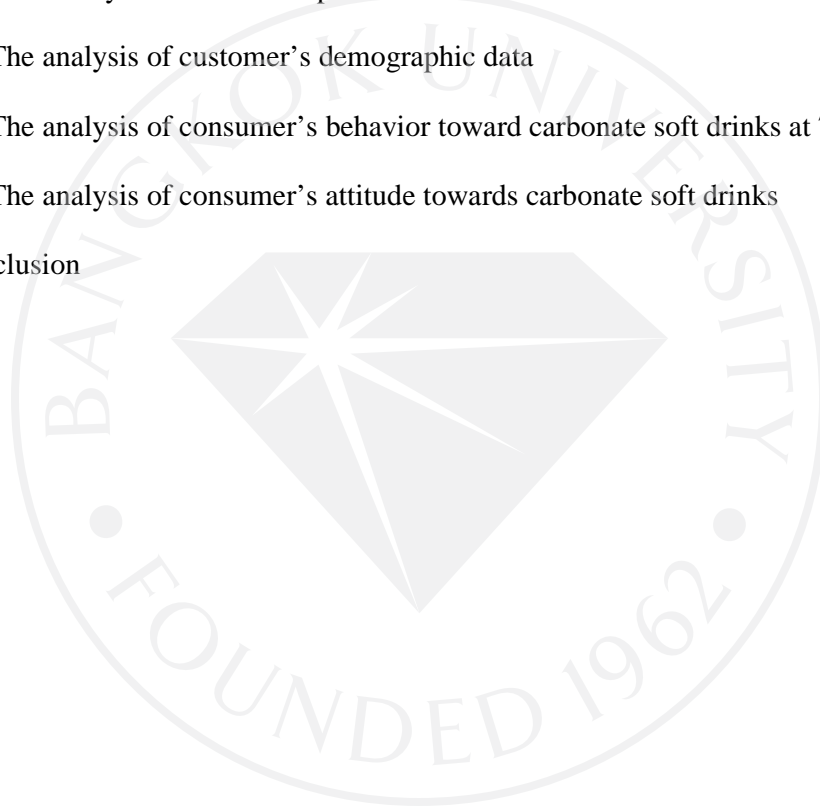 The analysis of customer’s demographic data
The analysis of consumer’s behavior toward carbonate soft drinks at
The analysis of consumer’s attitude towards carbonate soft drinks
clusion
BANGKOK UNIVERSITY
• FOUNDED 1962 •